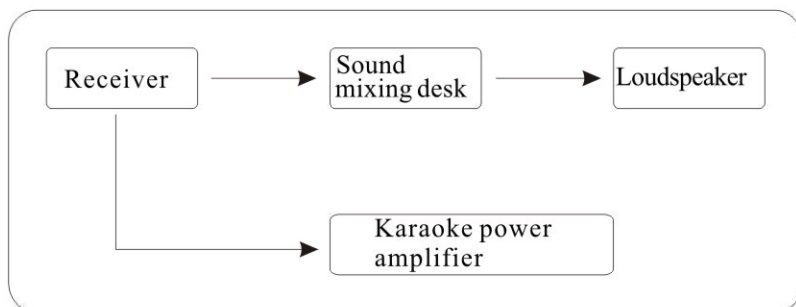 Receiver
Sound
mixing desk
Loudspeaker
Karaoke power
amplifier